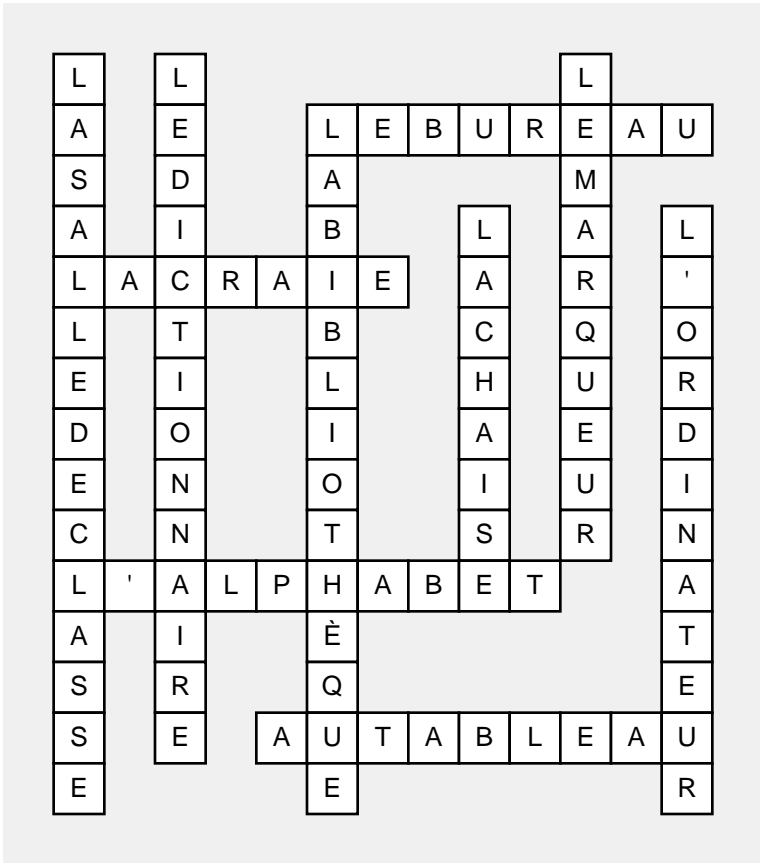 LASALLEDECLASSE
LEDICTIONNAIRE
LEMARQUEUR
LEBUREAU
LABIBLIOTHÈQUE
LACHAISE
L'ORDINATEUR
LACRAIE
L'ALPHABET
AUTABLEAU